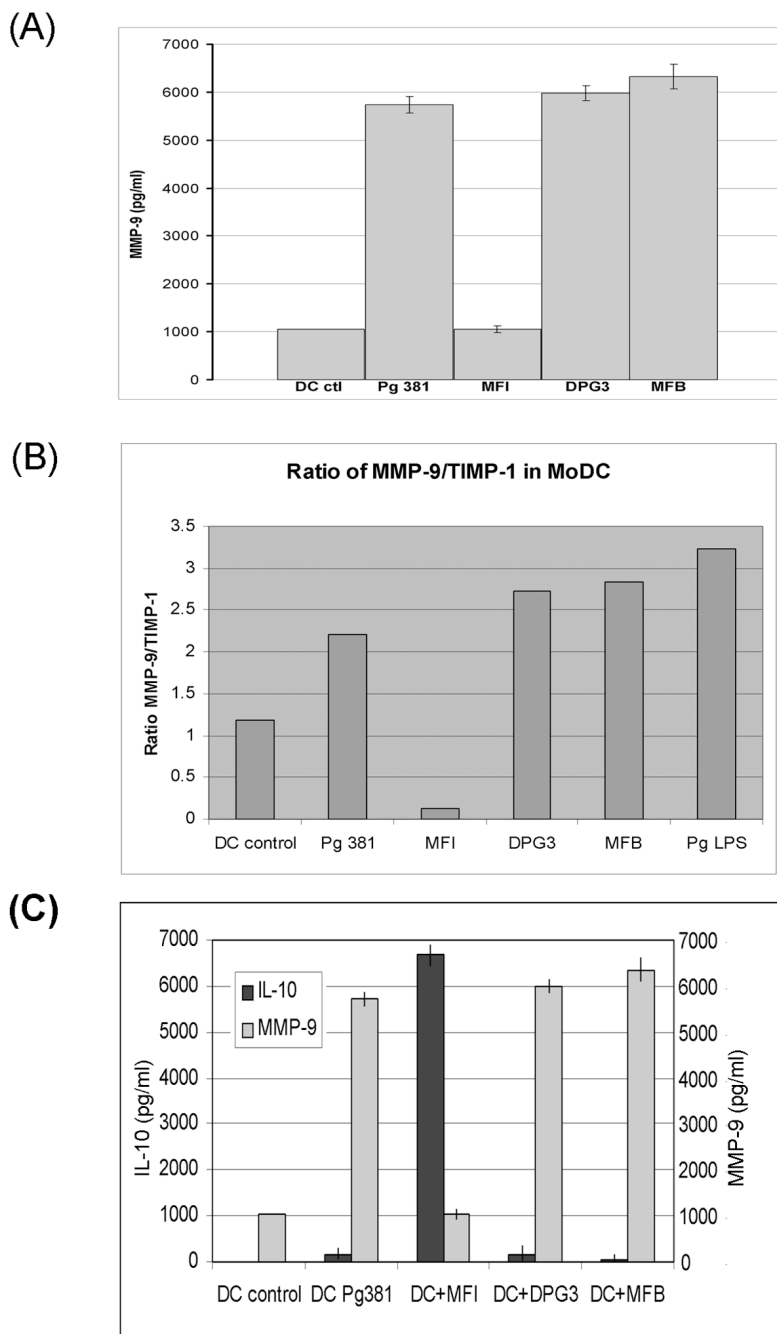 (A)
7000
6000
5000
4000
3000
2000
1000
0
MMP-9 (pg/ml)
DC ctl Pg 381 MFI DPG3 MFB
(B)
Ratio of MMP-9/TIMP-1 in MoDC
3.5
3
2.5
2
1.5
1
0.5
0
Ratio MMP-9/TIMP-1
DC control Pg 381 MFI DPG3 MFB Pg LPS
(C)
7000
6000
5000
4000
3000
2000
1000
0
IL-10 (pg/ml)
IL-10
MMP-9
7000
6000
5000
4000
3000
2000
1000
0
MMP-9 (pg/ml)
DC control DC Pg381 DC+MFI DC+DPG3 DC+MFB